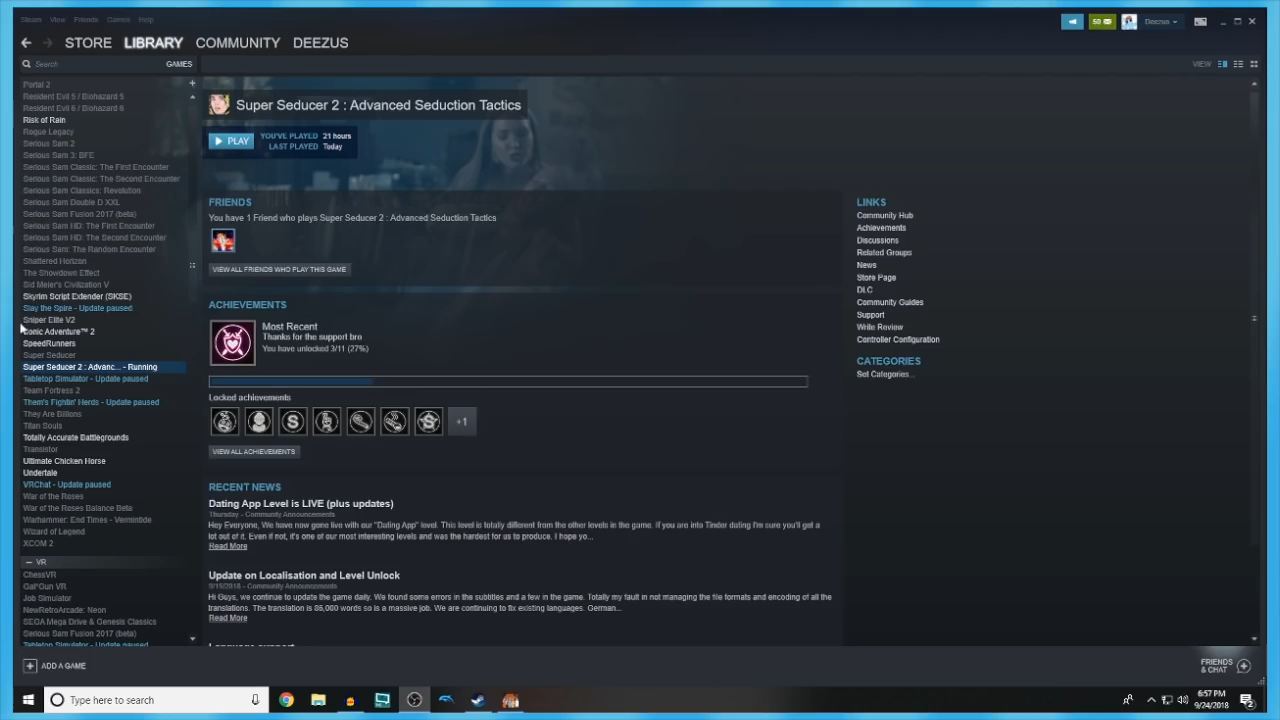 Steam View Friends Games Help
50 Deezus
STORE LIBRARY COMMUNITY DEEZUS
Search GAMES VIEW
Portal 2
Resident Evil 5 / Biohazard 5
Resident Evil 6 / Biohazard 6
Risk of Rain
Rogue Legacy
Serious Sam 2
Serious Sam 3: BFE
Serious Sam Classic: The First Encounter
Serious Sam Classic: The Second Encounter
Serious Sam Classics: Revolution
Serious Sam Double D XXL
Serious Sam Fusion 2017 (beta)
Serious Sam HD: The First Encounter
Serious Sam HD: The Second Encounter
Serious Sam: The Random Encounter
Shattered Horizon
The Showdown Effect
Sid Meier's Civilization V
Skyrim Script Extender (SKSE)
Slay the Spire - Update paused
Sniper Elite V2
Sonic Adventure™ 2
SpeedRunners
Super Seducer
Super Seducer 2 : Advanc... - Running
Tabletop Simulator - Update paused
Team Fortress 2
Them's Fightin' Herds - Update paused
They Are Billions
Titan Souls
Totally Accurate Battlegrounds
Transistor
Ultimate Chicken Horse
Undertale
VRChat - Update paused
War of the Roses
War of the Roses Balance Beta
Warhammer: End Times - Vermintide
Wizard of Legend
XCOM 2
VR
ChessVR
Gal*Gun VR
Job Simulator
NewRetroArcade: Neon
SEGA Mega Drive & Genesis Classics
Serious Sam Fusion 2017 (beta)
Tabletop Simulator - Update paused
Super Seducer 2 : Advanced Seduction Tactics
PLAY
YOU'VE PLAYED 21 hours
LAST PLAYED Today
FRIENDS
You have 1 Friend who plays Super Seducer 2 : Advanced Seduction Tactics
VIEW ALL FRIENDS WHO PLAY THIS GAME
ACHIEVEMENTS
Most Recent
Thanks for the support bro
You have unlocked 3/11 (27%)
Locked achievements
+1
VIEW ALL ACHIEVEMENTS
RECENT NEWS
Dating App Level is LIVE (plus updates)
Thursday - Community Announcements
Hey Everyone, We have now gone live with our "Dating App" level. This level is totally different from the other levels in the game. If you are into Tinder dating I'm sure you'll get a
lot out of it. Even if not, it's one of our most interesting levels and was the hardest for us to produce. I hope yo...
Read More
Update on Localisation and Level Unlock
9/15/2018 - Community Announcements
Hi Guys, we continue to update the game daily. We found some errors in the subtitles and a few in the game. Totally my fault in not managing the file formats and encoding of all the
translations. The translation is 86,000 words so is a massive job. We are continuing to fix existing languages. German...
Read More
Language support
LINKS
Community Hub
Achievements
Discussions
Related Groups
News
Store Page
DLC
Community Guides
Support
Write Review
Controller Configuration
CATEGORIES
Set Categories...
ADD A GAME
FRIENDS
& CHAT
Type here to search
6:57 PM
9/24/2018
2